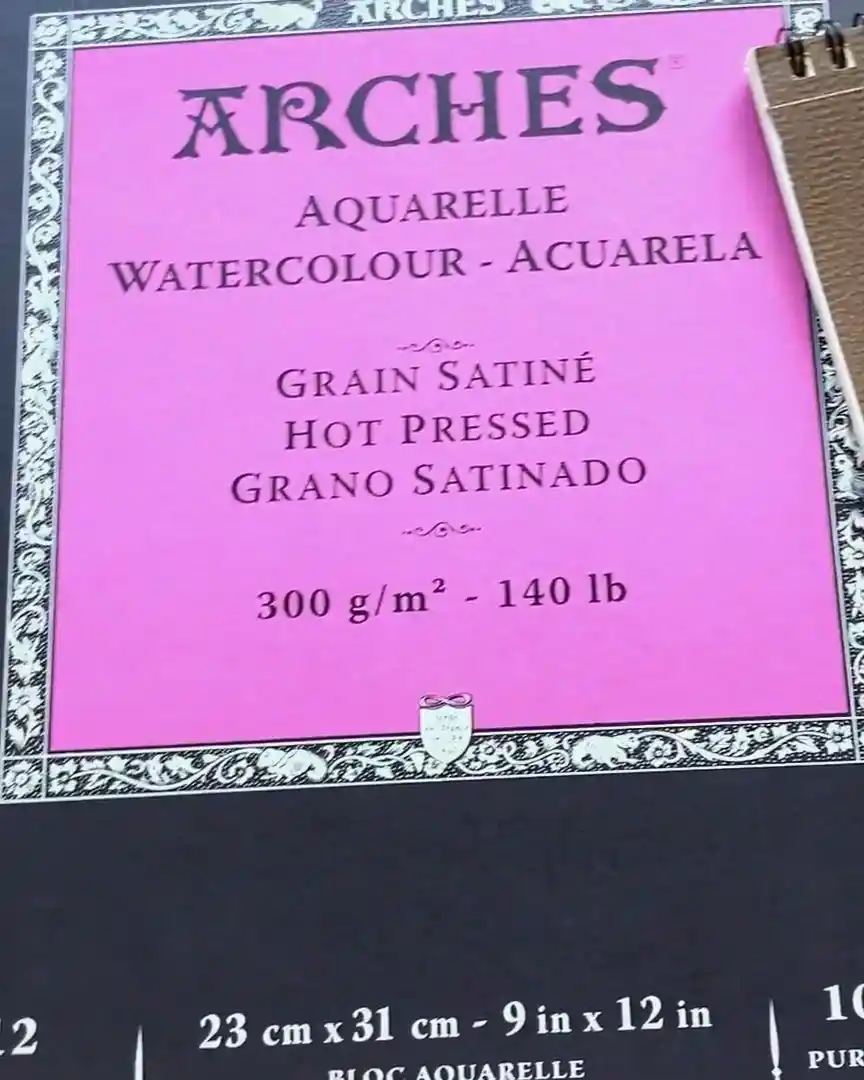 ARCHES
ARCHES
AQUARELLE
WATERCOLOUR - ACUARELA
GRAIN SATINÉ
HOT PRESSED
GRANO SATINADO
300 g/m² - 140 lb
23 cm x 31 cm - 9 in x 12 in
BLOC AQUARELLE